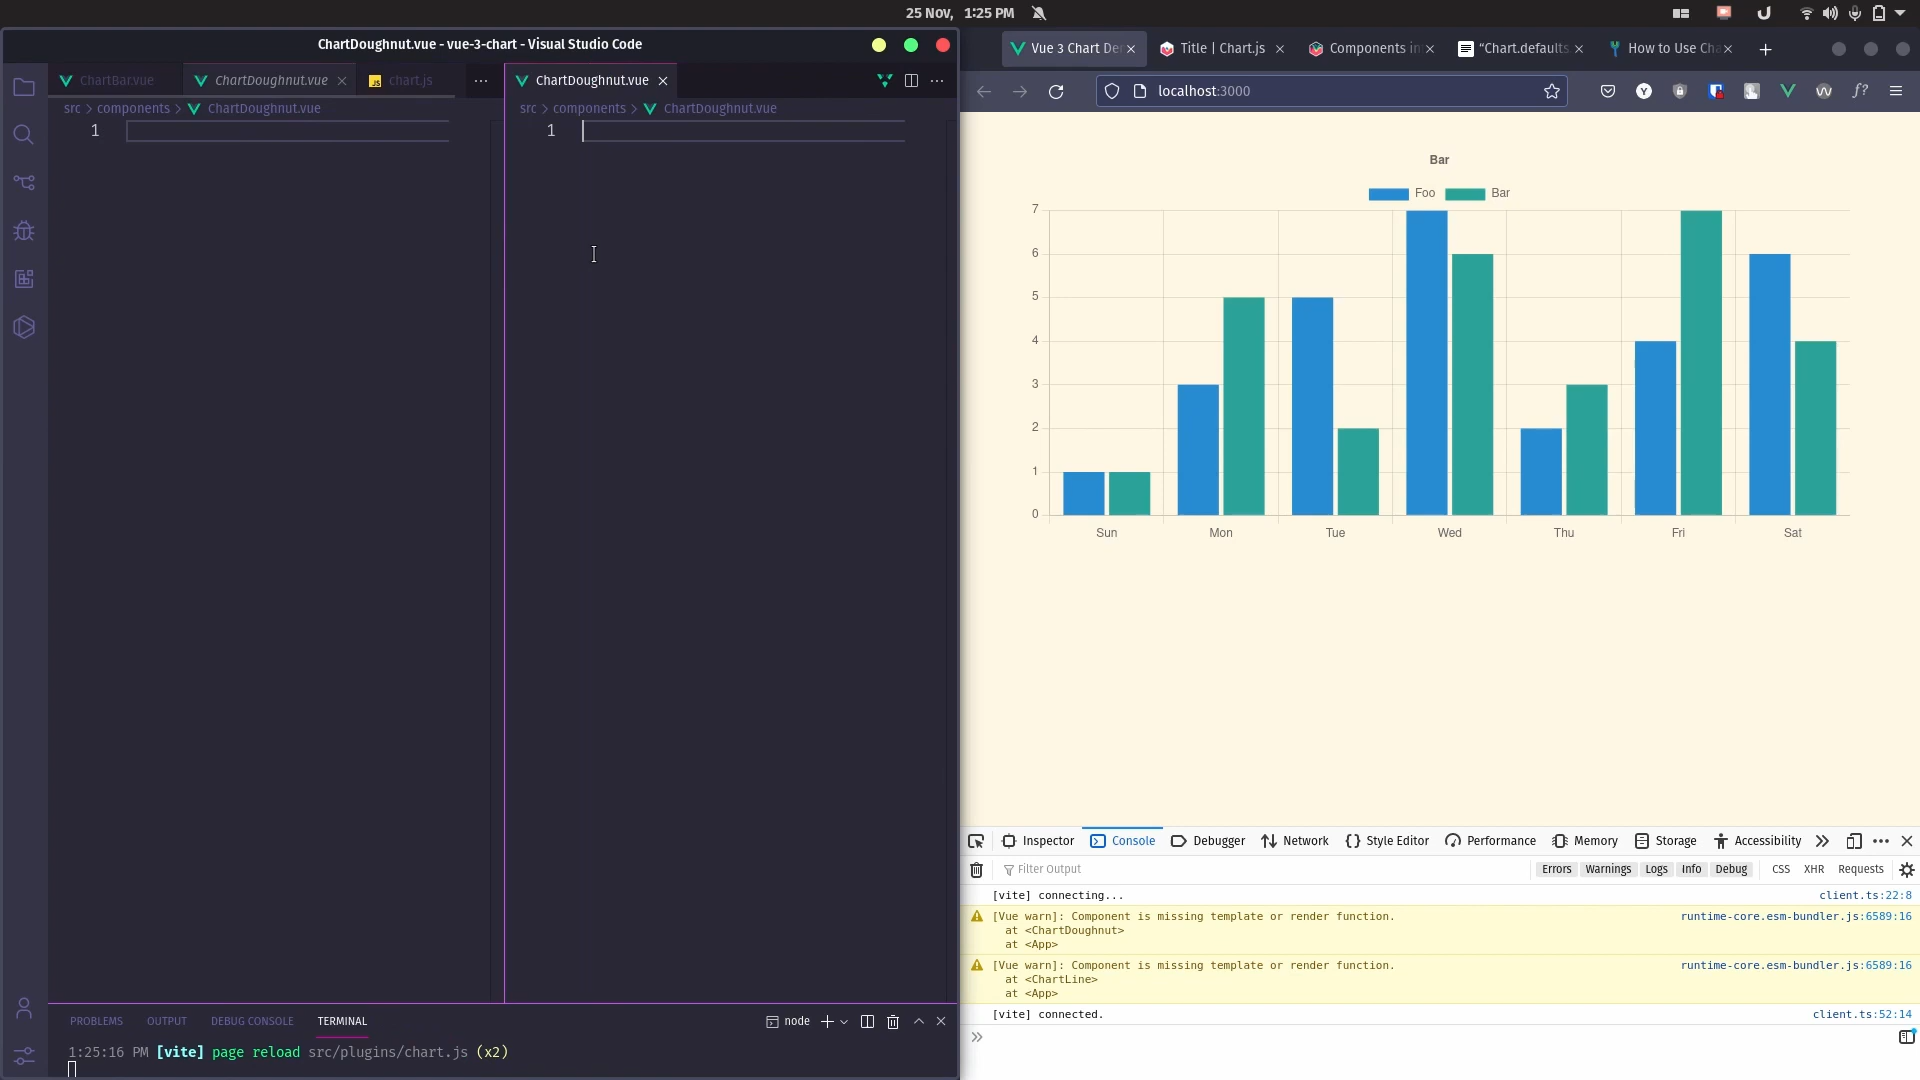 25 Nov, 1:25 PM
ChartDoughnut.vue - vue-3-chart - Visual Studio Code
ChartBar.vue
ChartDoughnut.vue
JS chart.js
ChartDoughnut.vue
src > components > ChartDoughnut.vue
src > components > ChartDoughnut.vue
1
1
PROBLEMS OUTPUT DEBUG CONSOLE TERMINAL
node
1:25:16 PM [vite] page reload src/plugins/chart.js (x2)
Vue 3 Chart De
Title | Chart.js
Components in
"Chart.defaults
How to Use Cha
localhost:3000
Y
f?
Bar
Foo Bar
7
6
5
4
3
2
1
0
Sun Mon Tue Wed Thu Fri Sat
Inspector Console Debugger Network Style Editor Performance Memory Storage Accessibility
Filter Output
Errors Warnings Logs Info Debug CSS XHR Requests
[vite] connecting... client.ts:22:8
[Vue warn]: Component is missing template or render function. runtime-core.esm-bundler.js:6589:16
at <ChartDoughnut>
at <App>
[Vue warn]: Component is missing template or render function. runtime-core.esm-bundler.js:6589:16
at <ChartLine>
at <App>
[vite] connected. client.ts:52:14